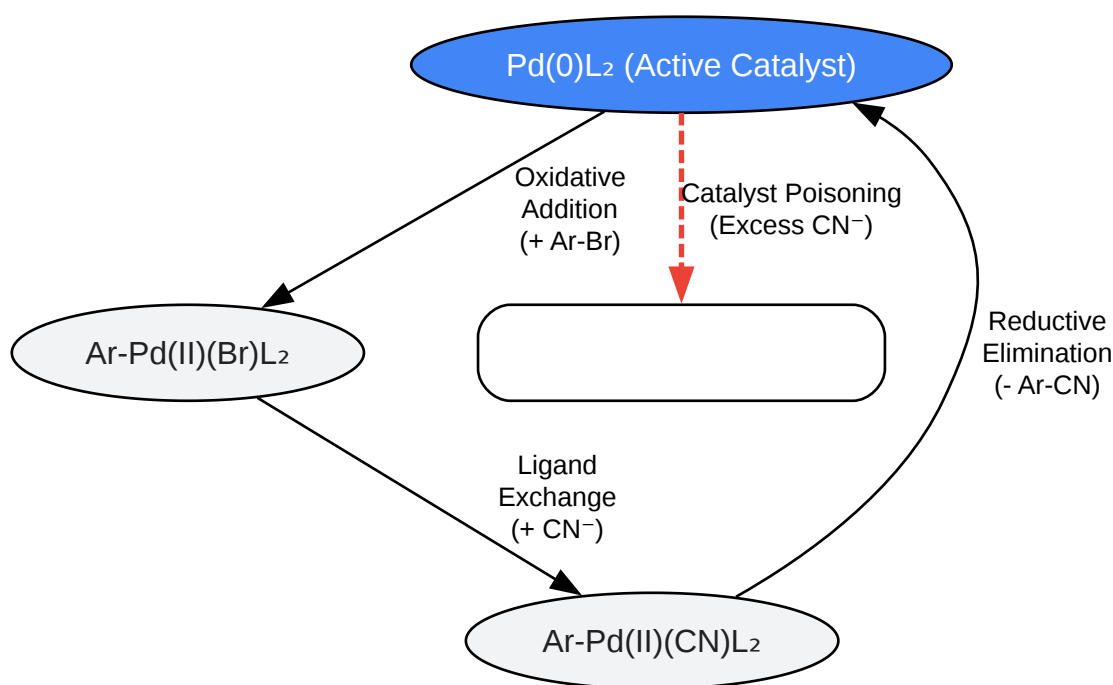 Pd(0)L₂ (Active Catalyst)
Oxidative
Addition
(+ Ar-Br)
Catalyst Poisoning
(Excess CN⁻)
Ar-Pd(II)(Br)L₂
Reductive
Elimination
(- Ar-CN)
Ligand
Exchange
(+ CN⁻)
Ar-Pd(II)(CN)L₂